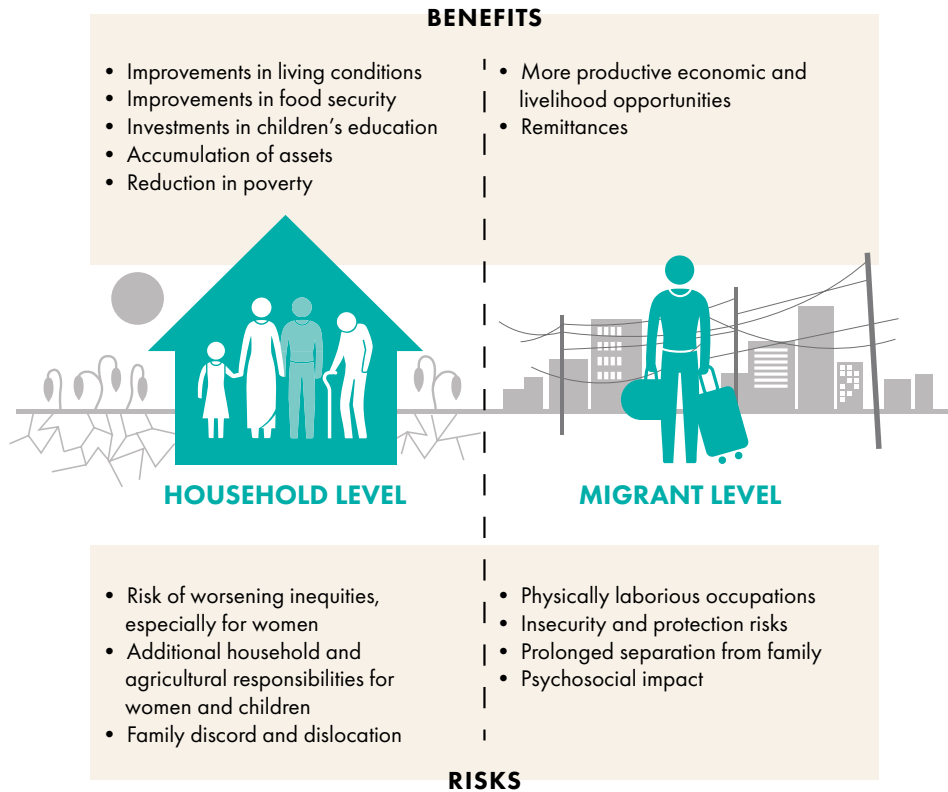 BENEFITS
• Improvements in living conditions
• Improvements in food security
• Investments in children's education
• Accumulation of assets
• Reduction in poverty
• More productive economic and
livelihood opportunities
• Remittances
HOUSEHOLD LEVEL
MIGRANT LEVEL
• Risk of worsening inequities,
especially for women
• Additional household and
agricultural responsibilities for
women and children
• Family discord and dislocation
• Physically laborious occupations
• Insecurity and protection risks
• Prolonged separation from family
• Psychosocial impact
RISKS